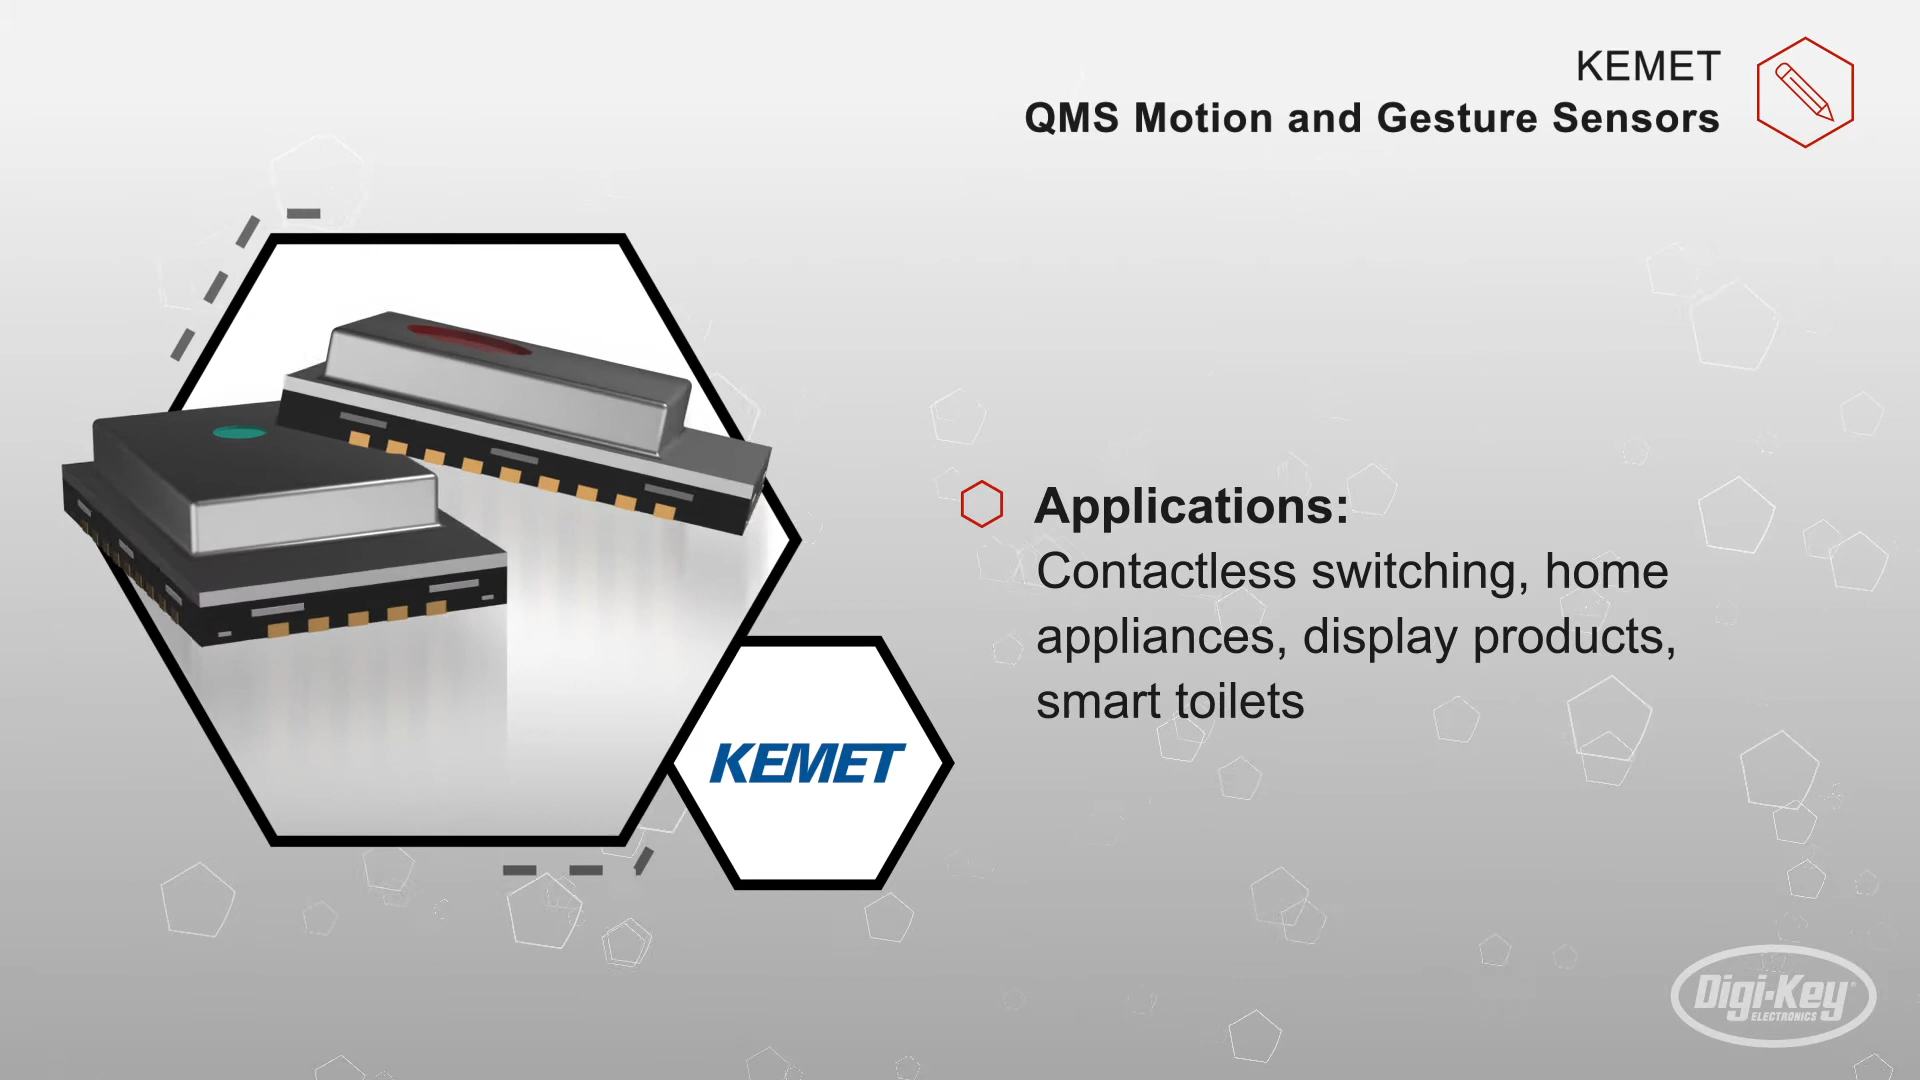 KEMET
QMS Motion and Gesture Sensors
Applications:
Contactless switching, home
appliances, display products,
smart toilets
KEMET
Digi-Key
ELECTRONICS